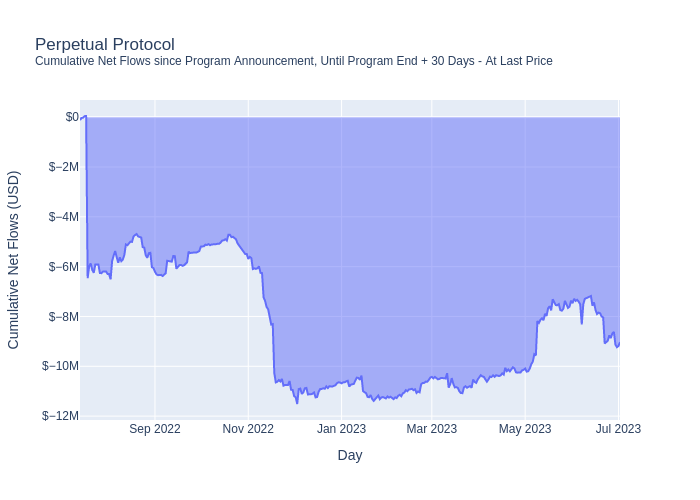 Perpetual Protocol
Cumulative Net Flows since Program Announcement, Until Program End + 30 Days - At Last Price
Cumulative Net Flows (USD)
$0
$−2M
$−4M
$−6M
$−8M
$−10M
$−12M
Sep 2022
Nov 2022
Jan 2023
Mar 2023
May 2023
Jul 2023
Day